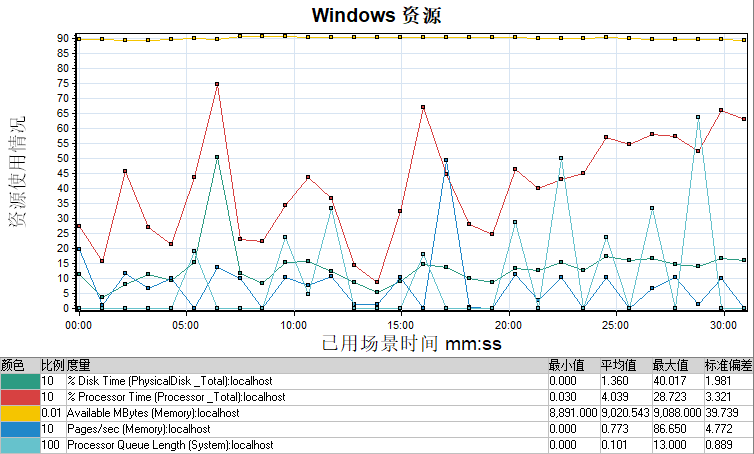 Windows 资源
资源使用情况
90
85
80
75
70
65
60
55
50
45
40
35
30
25
20
15
10
5
0
00:00 05:00 10:00 15:00 20:00 25:00 30:00
已用场景时间 mm:ss
颜色 比例 度量 最小值 平均值 最大值 标准偏差
10 % Disk Time (PhysicalDisk _Total):localhost 0.000 1.360 40.017 1.981
10 % Processor Time (Processor _Total):localhost 0.030 4.039 28.723 3.321
0.01 Available MBytes (Memory):localhost 8,891.000 9,020.543 9,088.000 39.739
10 Pages/sec (Memory):localhost 0.000 0.773 86.650 4.772
100 Processor Queue Length (System):localhost 0.000 0.101 13.000 0.889